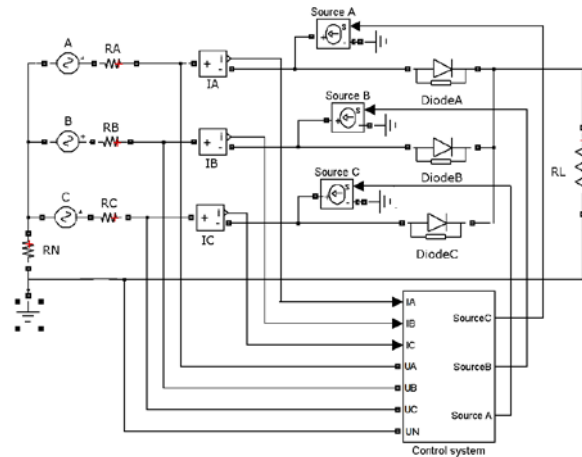 Source A
s
+
-
A
RA
+
i
-
IA
DiodeA
Source B
s
+
-
B
RB
+
i
-
IB
DiodeB
RL
Source C
s
+
-
C
RC
+
i
-
IC
DiodeC
RN
IA
IB
IC
UA
UB
UC
UN
SourceC
SourceB
Source A
Control system